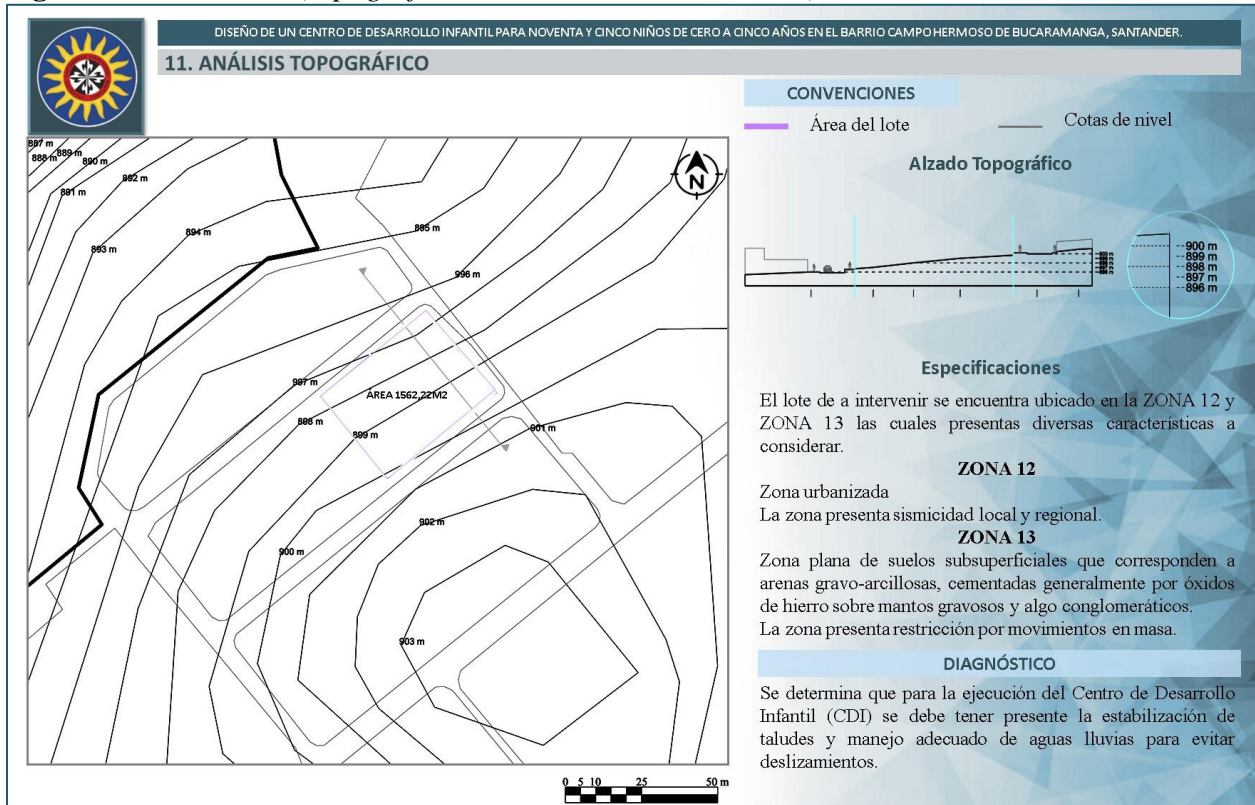 DISEÑO DE UN CENTRO DE DESARROLLO INFANTIL PARA NOVENTA Y CINCO NIÑOS DE CERO A CINCO AÑOS EN EL BARRIO CAMPO HERMOSO DE BUCARAMANGA, SANTANDER.
11. ANÁLISIS TOPOGRÁFICO
887 m
888 m
889 m
890 m
891 m
892 m
893 m
894 m
895 m
996 m
N
997 m
ÁREA 1562,22M2
898 m
899 m
901 m
902 m
900 m
903 m
0 5 10 25 50 m
CONVENCIONES
Área del lote
Cotas de nivel
Alzado Topográfico
900 m
899 m
898 m
897 m
896 m
Especificaciones
El lote de a intervenir se encuentra ubicado en la ZONA 12 y
ZONA 13 las cuales presentas diversas características a
considerar.
ZONA 12
Zona urbanizada
La zona presenta sismicidad local y regional.
ZONA 13
Zona plana de suelos subsuperficiales que corresponden a
arenas gravo-arcillosas, cementadas generalmente por óxidos
de hierro sobre mantos gravosos y algo conglomeráticos.
La zona presenta restricción por movimientos en masa.
DIAGNÓSTICO
Se determina que para la ejecución del Centro de Desarrollo
Infantil (CDI) se debe tener presente la estabilización de
taludes y manejo adecuado de aguas lluvias para evitar
deslizamientos.